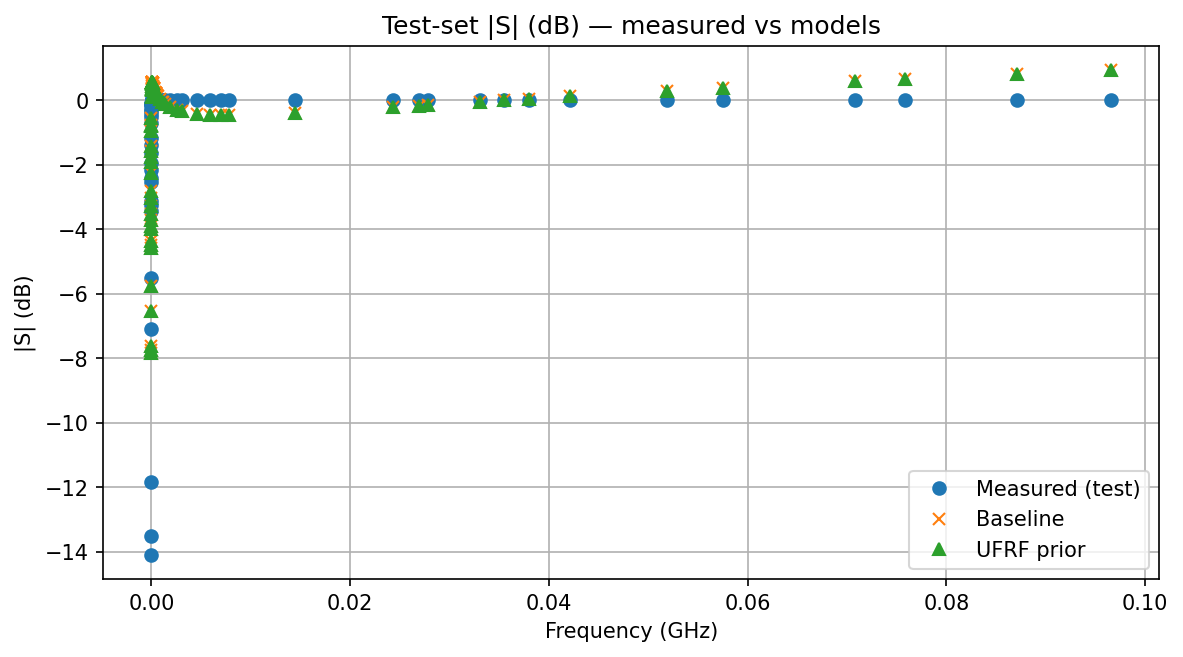 Test-set |S| (dB) — measured vs models
|S| (dB)
0
−2
−4
−6
−8
−10
−12
−14
Measured (test)
Baseline
UFRF prior
0.00 0.02 0.04 0.06 0.08 0.10
Frequency (GHz)